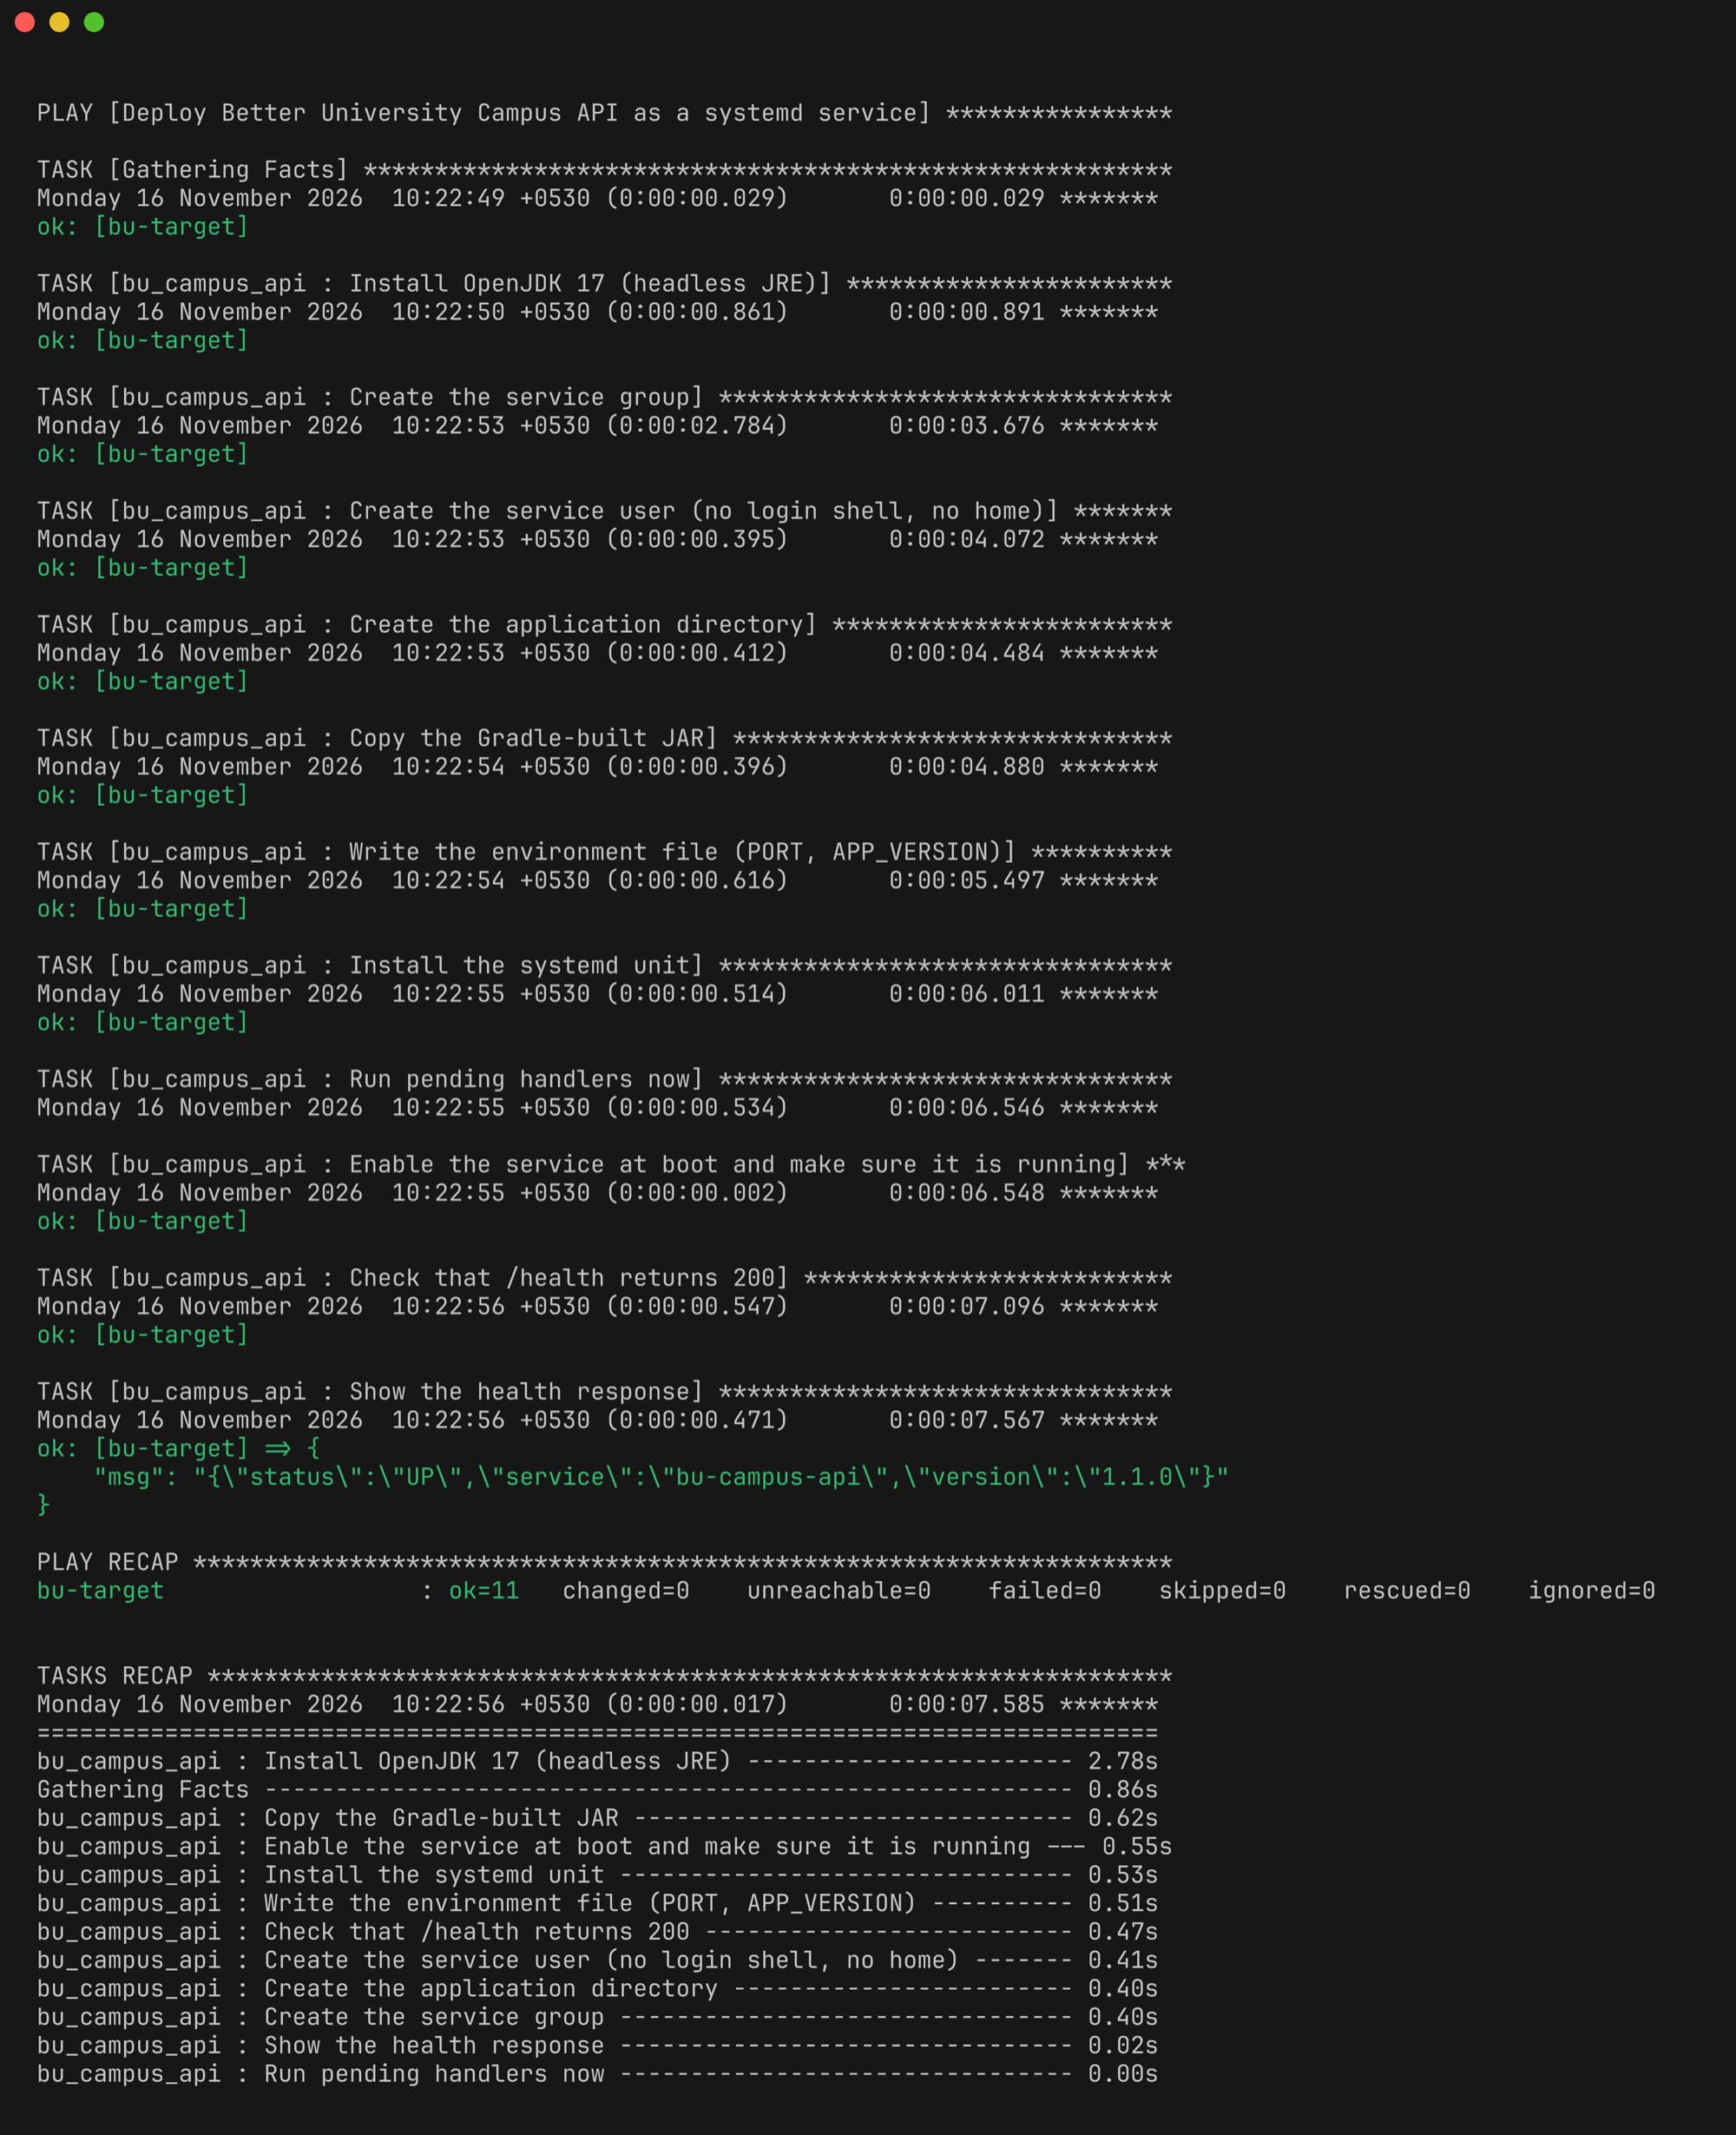 PLAY [Deploy Better University Campus API as a systemd service] ****************

TASK [Gathering Facts] *********************************************************
Monday 16 November 2026  10:22:49 +0530 (0:00:00.029)       0:00:00.029 *******
ok: [bu-target]

TASK [bu_campus_api : Install OpenJDK 17 (headless JRE)] ***********************
Monday 16 November 2026  10:22:50 +0530 (0:00:00.861)       0:00:00.891 *******
ok: [bu-target]

TASK [bu_campus_api : Create the service group] ********************************
Monday 16 November 2026  10:22:53 +0530 (0:00:02.784)       0:00:03.676 *******
ok: [bu-target]

TASK [bu_campus_api : Create the service user (no login shell, no home)] *******
Monday 16 November 2026  10:22:53 +0530 (0:00:00.395)       0:00:04.072 *******
ok: [bu-target]

TASK [bu_campus_api : Create the application directory] ************************
Monday 16 November 2026  10:22:53 +0530 (0:00:00.412)       0:00:04.484 *******
ok: [bu-target]

TASK [bu_campus_api : Copy the Gradle-built JAR] *******************************
Monday 16 November 2026  10:22:54 +0530 (0:00:00.396)       0:00:04.880 *******
ok: [bu-target]

TASK [bu_campus_api : Write the environment file (PORT, APP_VERSION)] **********
Monday 16 November 2026  10:22:54 +0530 (0:00:00.616)       0:00:05.497 *******
ok: [bu-target]

TASK [bu_campus_api : Install the systemd unit] ********************************
Monday 16 November 2026  10:22:55 +0530 (0:00:00.514)       0:00:06.011 *******
ok: [bu-target]

TASK [bu_campus_api : Run pending handlers now] ********************************
Monday 16 November 2026  10:22:55 +0530 (0:00:00.534)       0:00:06.546 *******

TASK [bu_campus_api : Enable the service at boot and make sure it is running] ***
Monday 16 November 2026  10:22:55 +0530 (0:00:00.002)       0:00:06.548 *******
ok: [bu-target]

TASK [bu_campus_api : Check that /health returns 200] **************************
Monday 16 November 2026  10:22:56 +0530 (0:00:00.547)       0:00:07.096 *******
ok: [bu-target]

TASK [bu_campus_api : Show the health response] ********************************
Monday 16 November 2026  10:22:56 +0530 (0:00:00.471)       0:00:07.567 *******
ok: [bu-target] => {
    "msg": "{\"status\":\"UP\",\"service\":\"bu-campus-api\",\"version\":\"1.1.0\"}"
}

PLAY RECAP *********************************************************************
bu-target                  : ok=11   changed=0    unreachable=0    failed=0    skipped=0    rescued=0    ignored=0

TASKS RECAP ********************************************************************
Monday 16 November 2026  10:22:56 +0530 (0:00:00.017)       0:00:07.585 *******
===============================================================================
bu_campus_api : Install OpenJDK 17 (headless JRE) ----------------------- 2.78s
Gathering Facts --------------------------------------------------------- 0.86s
bu_campus_api : Copy the Gradle-built JAR ------------------------------- 0.62s
bu_campus_api : Enable the service at boot and make sure it is running --- 0.55s
bu_campus_api : Install the systemd unit -------------------------------- 0.53s
bu_campus_api : Write the environment file (PORT, APP_VERSION) ---------- 0.51s
bu_campus_api : Check that /health returns 200 -------------------------- 0.47s
bu_campus_api : Create the service user (no login shell, no home) ------- 0.41s
bu_campus_api : Create the application directory ------------------------ 0.40s
bu_campus_api : Create the service group -------------------------------- 0.40s
bu_campus_api : Show the health response -------------------------------- 0.02s
bu_campus_api : Run pending handlers now -------------------------------- 0.00s